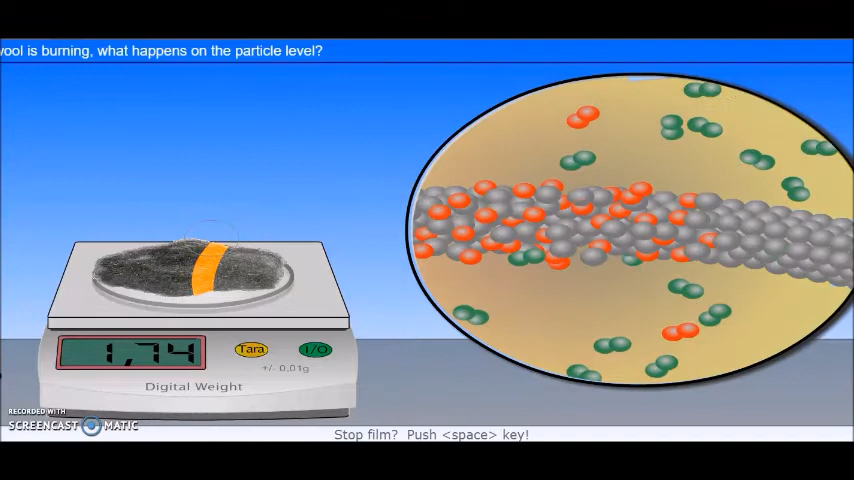 wool is burning, what happens on the particle level?
1,74
Tara
I/O
+/- 0,01g
Digital Weight
RECORDED WITH
SCREENCAST MATIC
Stop film? Push <space> key!